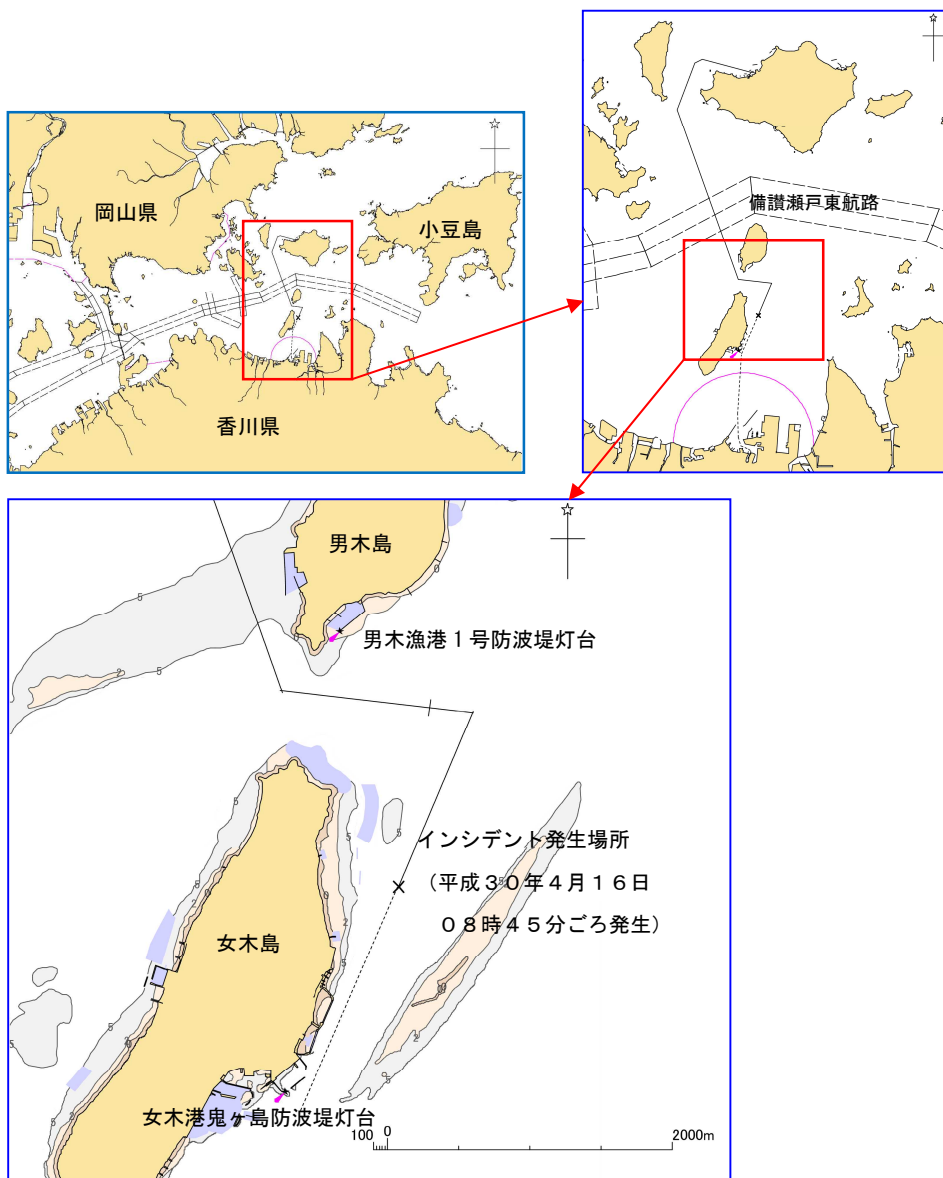 岡山県
小豆島
香川県
備讃瀬戸東航路
男木島
男木漁港1号防波堤灯台
インシデント発生場所
(平成30年4月16日
08時45分ごろ発生)
女木島
女木港鬼ヶ島防波堤灯台
100 0 2000m